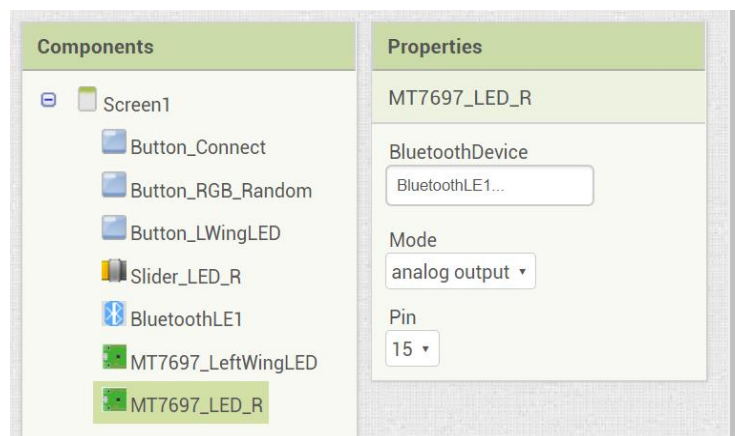 Components
Screen1
Button_Connect
Button_RGB_Random
Button_LWingLED
Slider_LED_R
BluetoothLE1
MT7697_LeftWingLED
MT7697_LED_R
Properties
MT7697_LED_R
BluetoothDevice
BluetoothLE1...
Mode
analog output
Pin
15